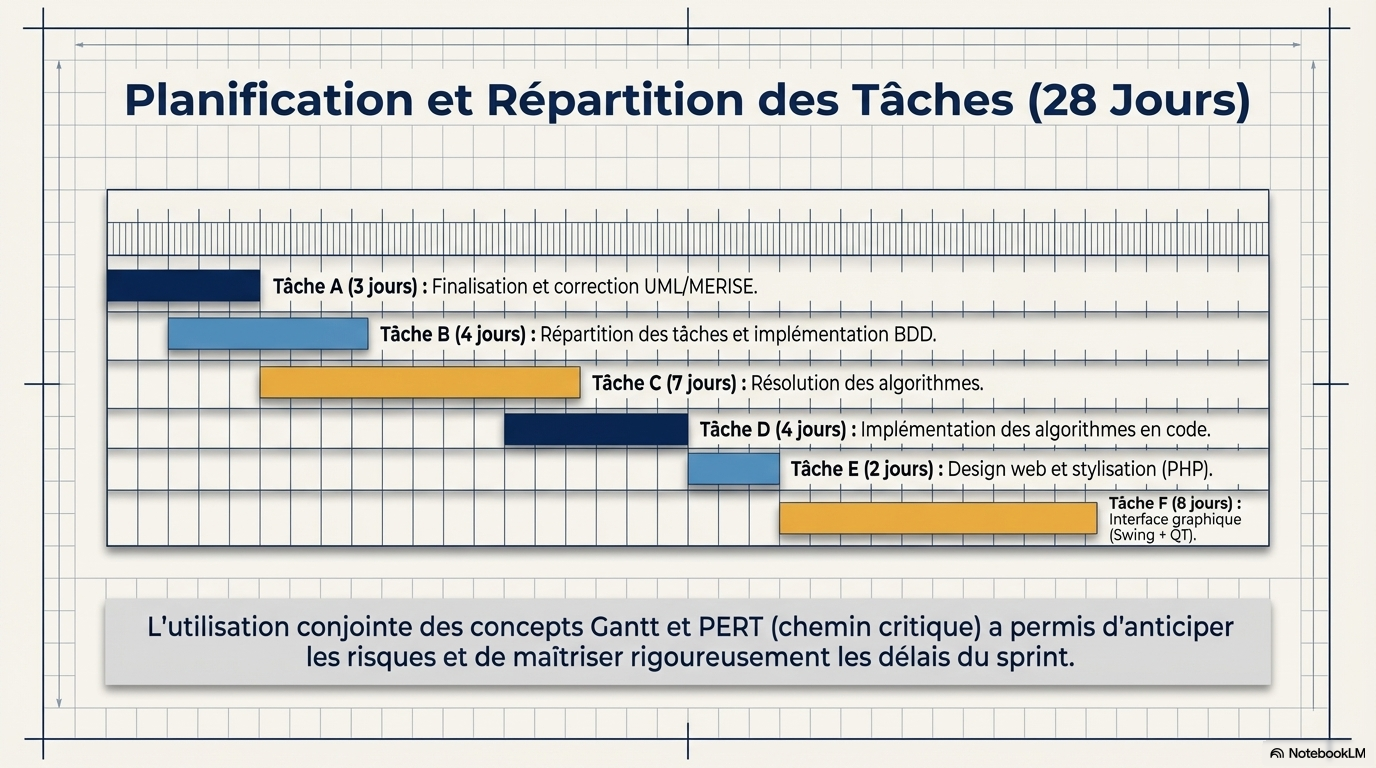 Planification et Répartition des Tâches (28 Jours)
Tâche A (3 jours) : Finalisation et correction UML/MERISE.
Tâche B (4 jours) : Répartition des tâches et implémentation BDD.
Tâche C (7 jours) : Résolution des algorithmes.
Tâche D (4 jours) : Implémentation des algorithmes en code.
Tâche E (2 jours) : Design web et stylisation (PHP).
Tâche F (8 jours) :
Interface graphique
(Swing + QT).
L'utilisation conjointe des concepts Gantt et PERT (chemin critique) a permis d'anticiper
les risques et de maîtriser rigoureusement les délais du sprint.
NotebookLM